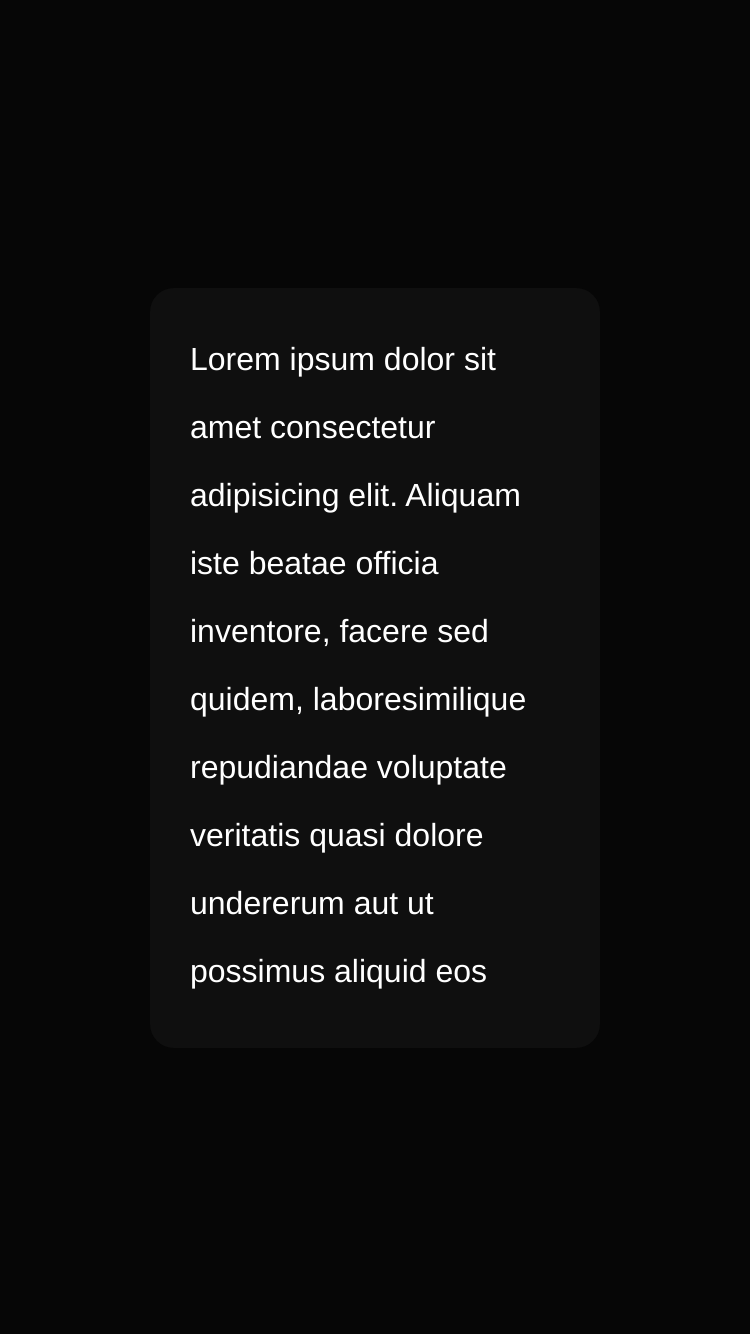 Lorem ipsum dolor sit
amet consectetur
adipisicing elit. Aliquam
iste beatae officia
inventore, facere sed
quidem, laboresimilique
repudiandae voluptate
veritatis quasi dolore
undererum aut ut
possimus aliquid eos